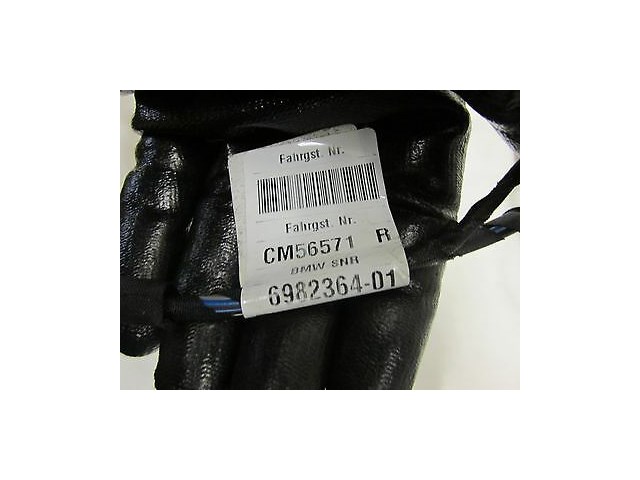 Fahrgst. Nr.
Fahrgst. Nr.
CM56571 R
BMW SNR
6982364-01